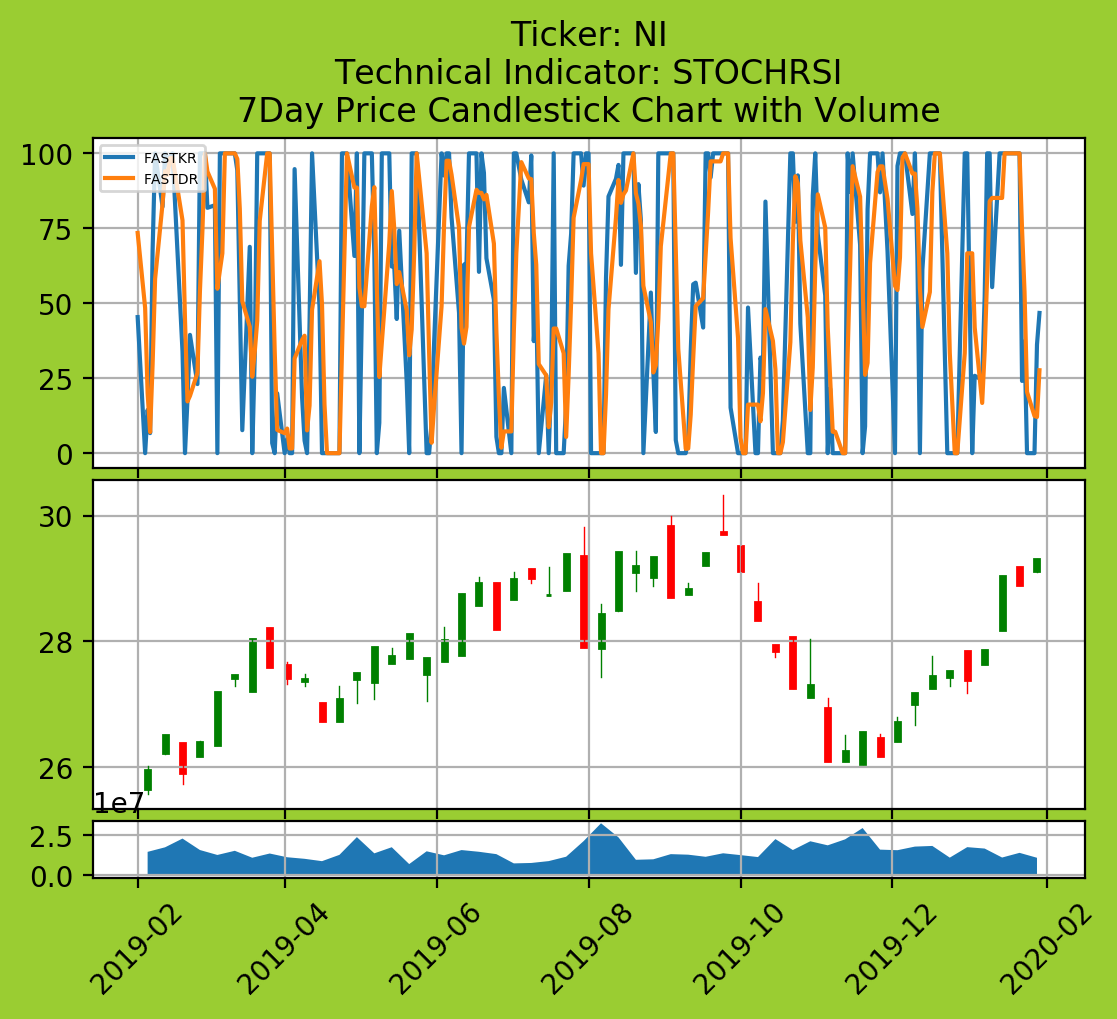 Ticker: NI
Technical Indicator: STOCHRSI
7Day Price Candlestick Chart with Volume
FASTKR
FASTDR
100
75
50
25
0
30
28
26
1e7
2.5
0.0
2019-02
2019-04
2019-06
2019-08
2019-10
2019-12
2020-02